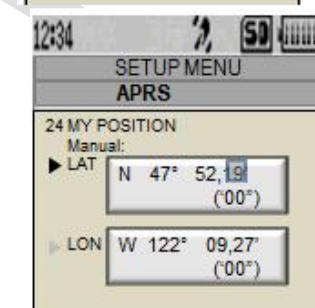 12:34 SD
SETUP MENU
APRS
24 MY POSITION
Manual:
LAT N 47° 52,19'
('00")
LON W 122° 09,27'
('00")